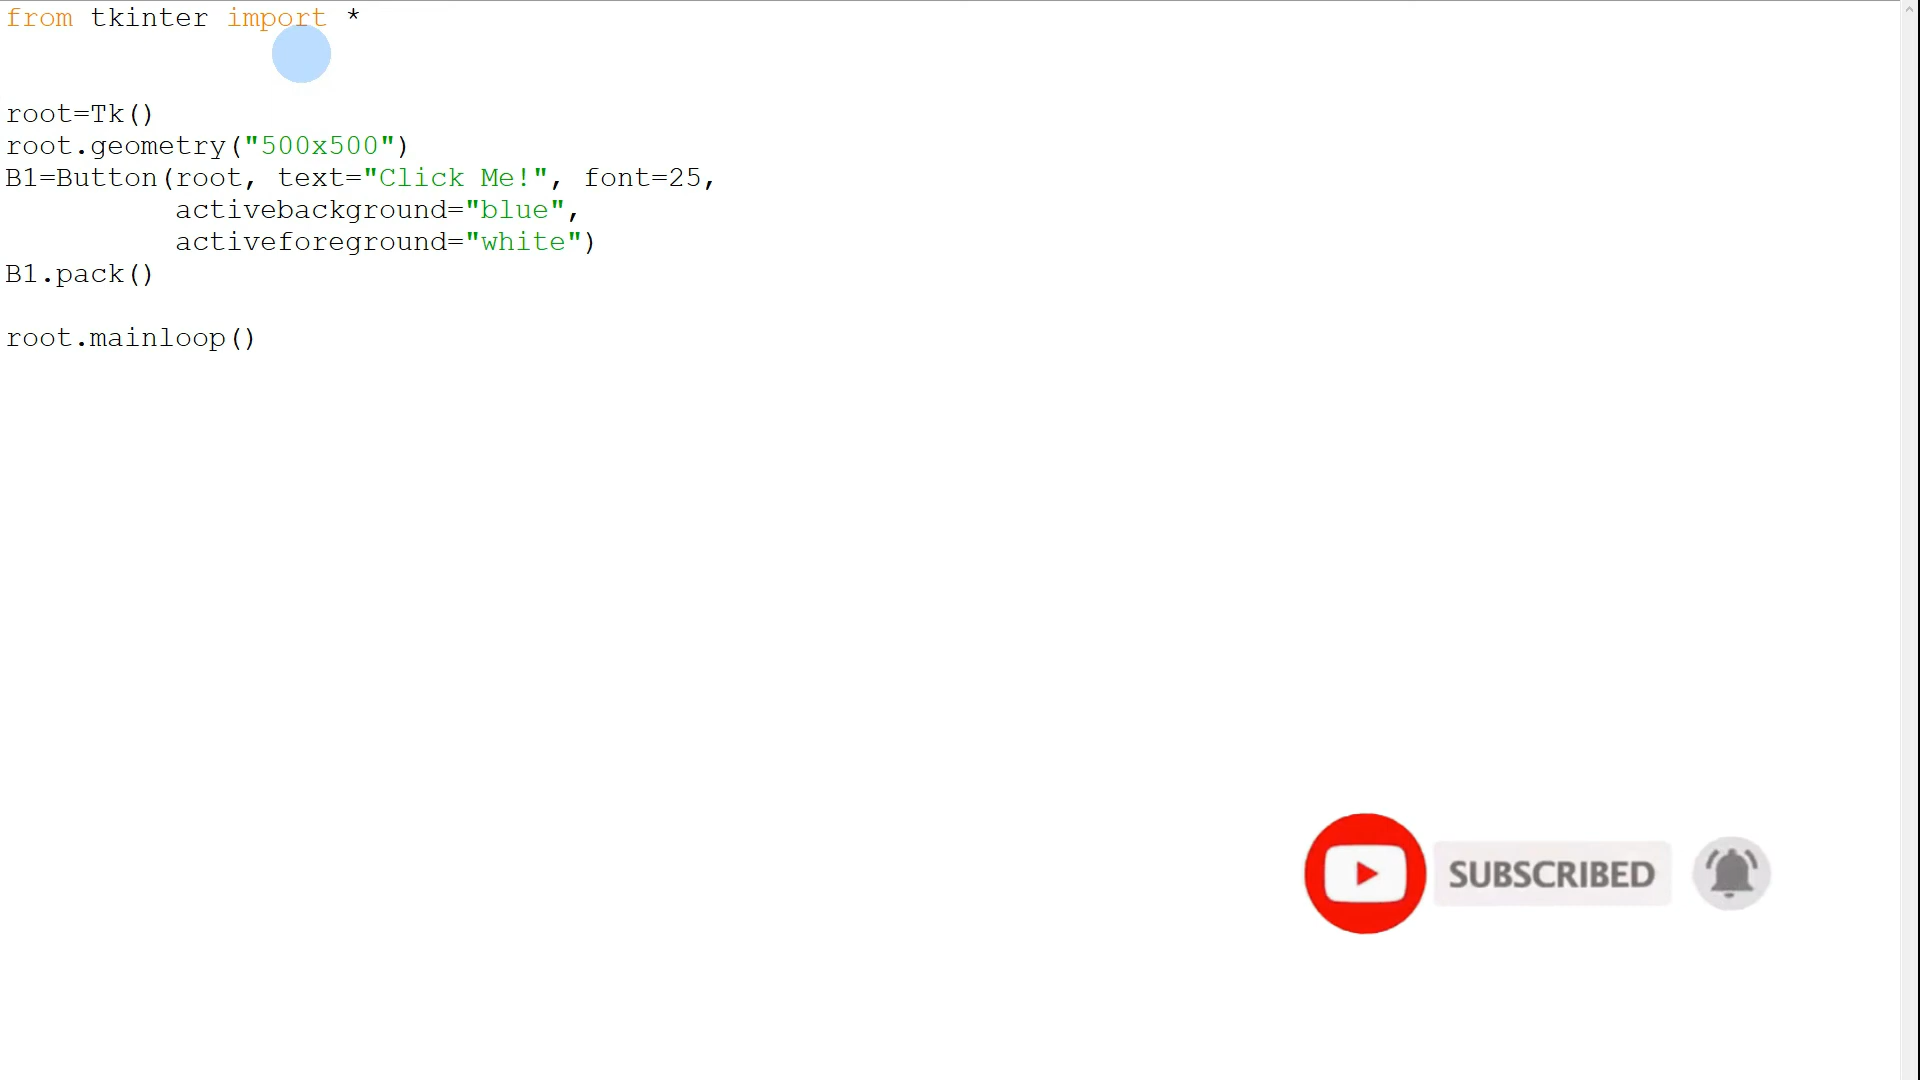 from tkinter import *
root=Tk()
root.geometry("500x500")
B1=Button(root, text="Click Me!", font=25,
          activebackground="blue",
          activeforeground="white")
B1.pack()
root.mainloop()
SUBSCRIBED